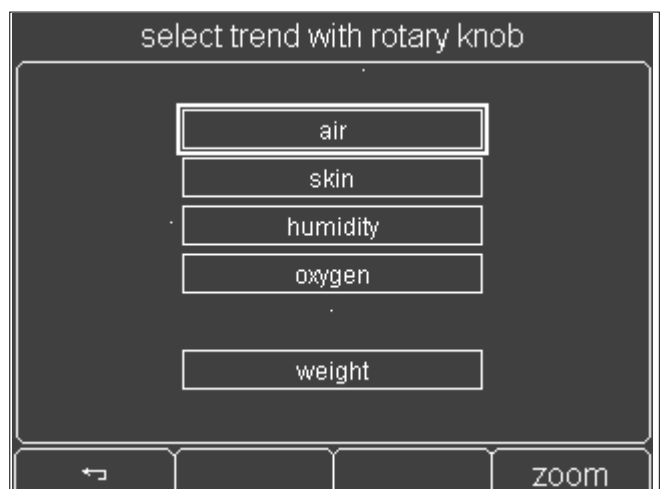 select trend with rotary knob
air
skin
humidity
oxygen
weight
zoom